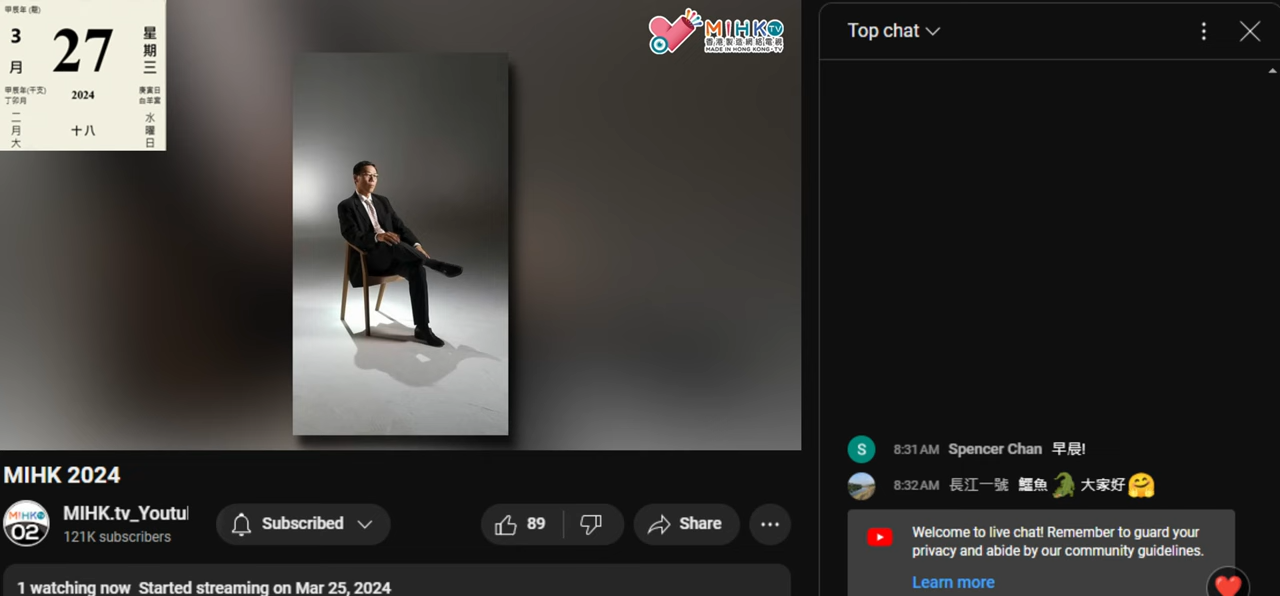 甲辰年 (龍)
3
月
27
星
期
三
甲辰年(干支)
丁卯月
2024
庚寅日
白羊宮
二
月
大
十八
水
曜
日
MIHK TV
香港製造網絡電視
MADE IN HONG KONG • TV
Top chat
S 8:31 AM Spencer Chan 早晨!
8:32 AM 長江一號 鱷魚🐊大家好🤗
Welcome to live chat! Remember to guard your
privacy and abide by our community guidelines.
Learn more
MIHK 2024
MIHK TV
02
MIHK.tv_Youtu
121K subscribers
Subscribed
89
Share
1 watching now Started streaming on Mar 25, 2024